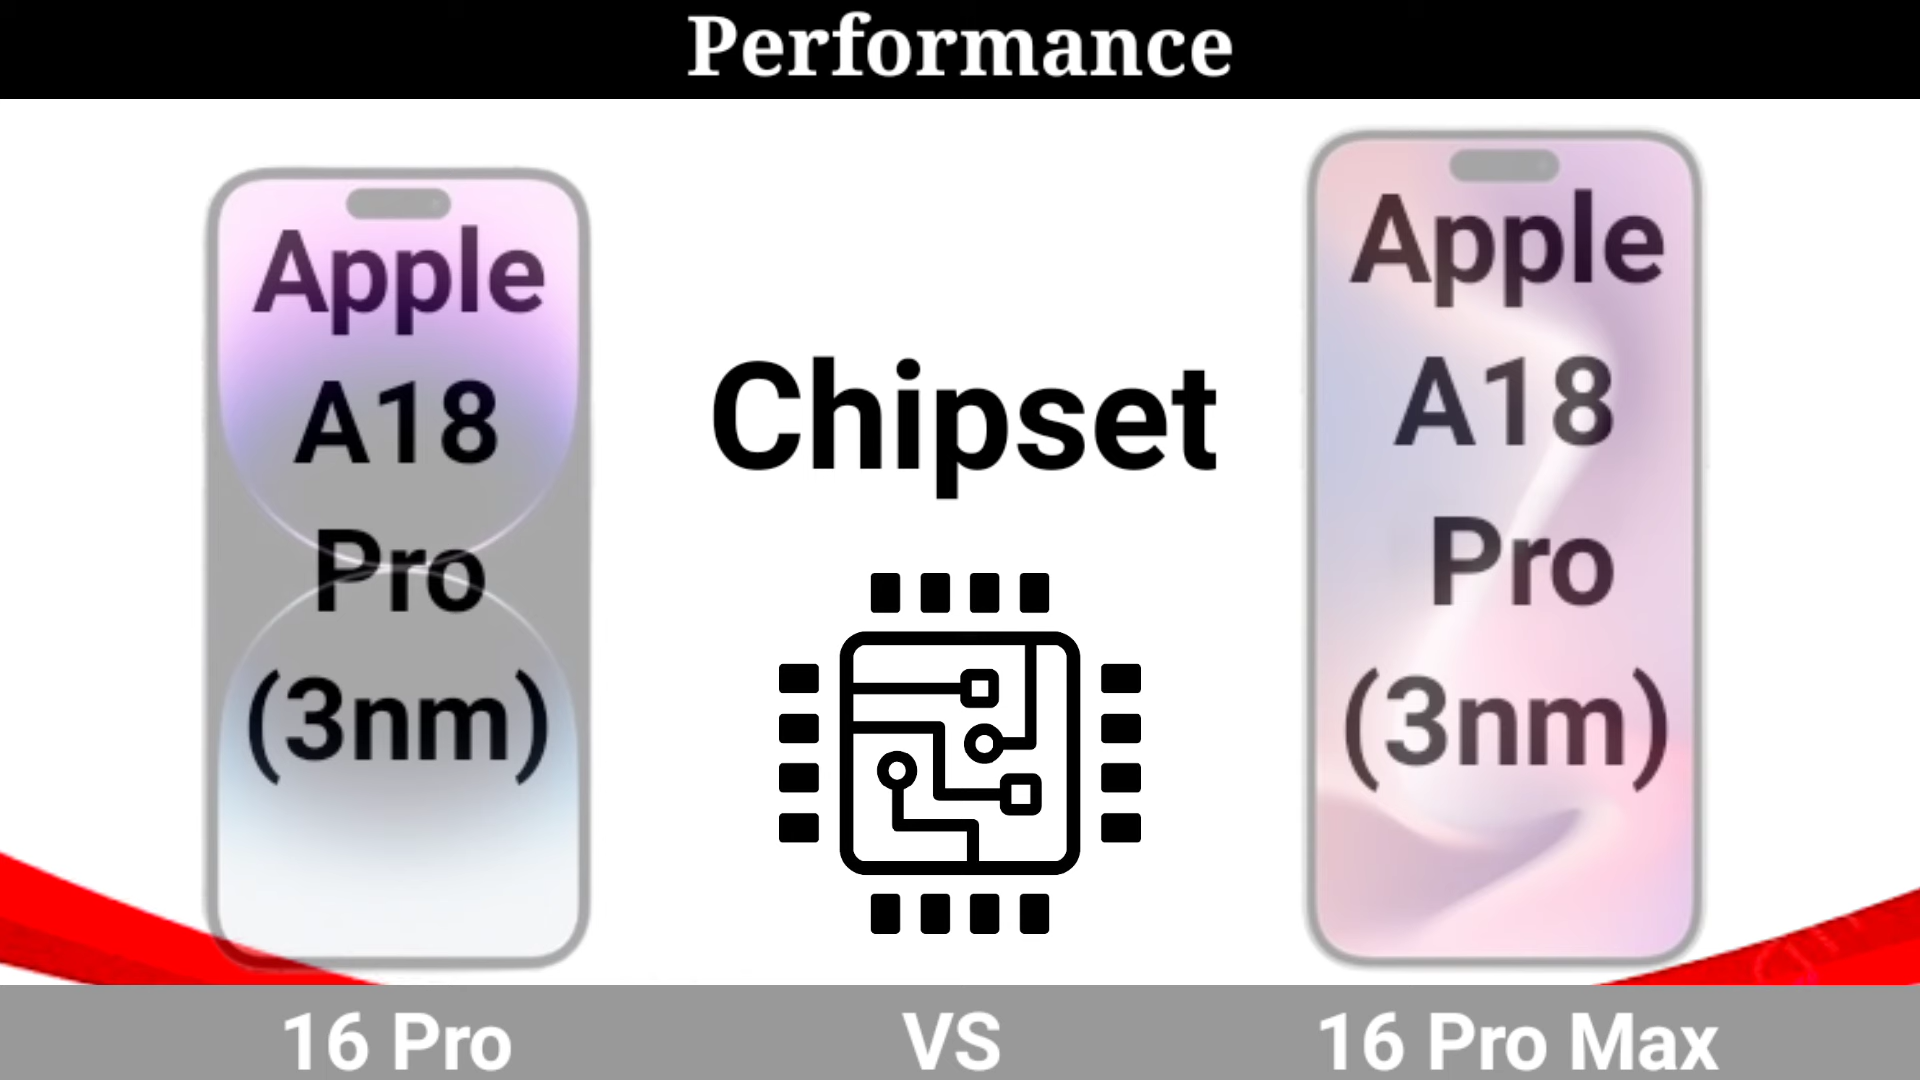 Performance
Apple
A18
Pro
(3nm)
Chipset
Apple
A18
Pro
(3nm)
16 Pro
VS
16 Pro Max